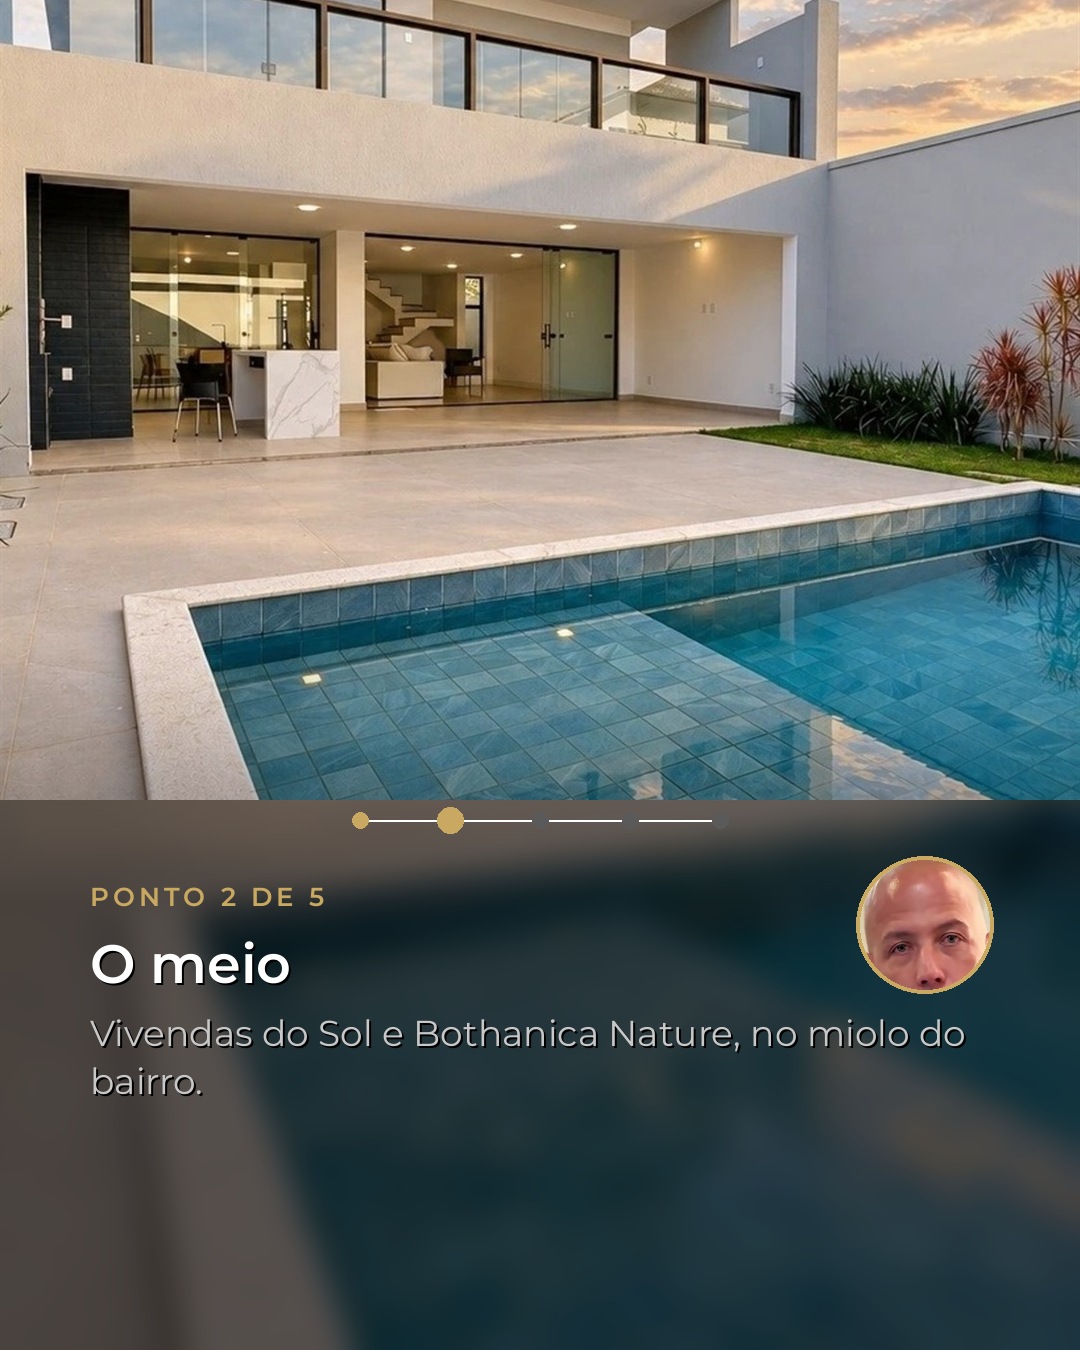 PONTO 2 DE 5
O meio
Vivendas do Sol e Bothanica Nature, no miolo do
bairro.